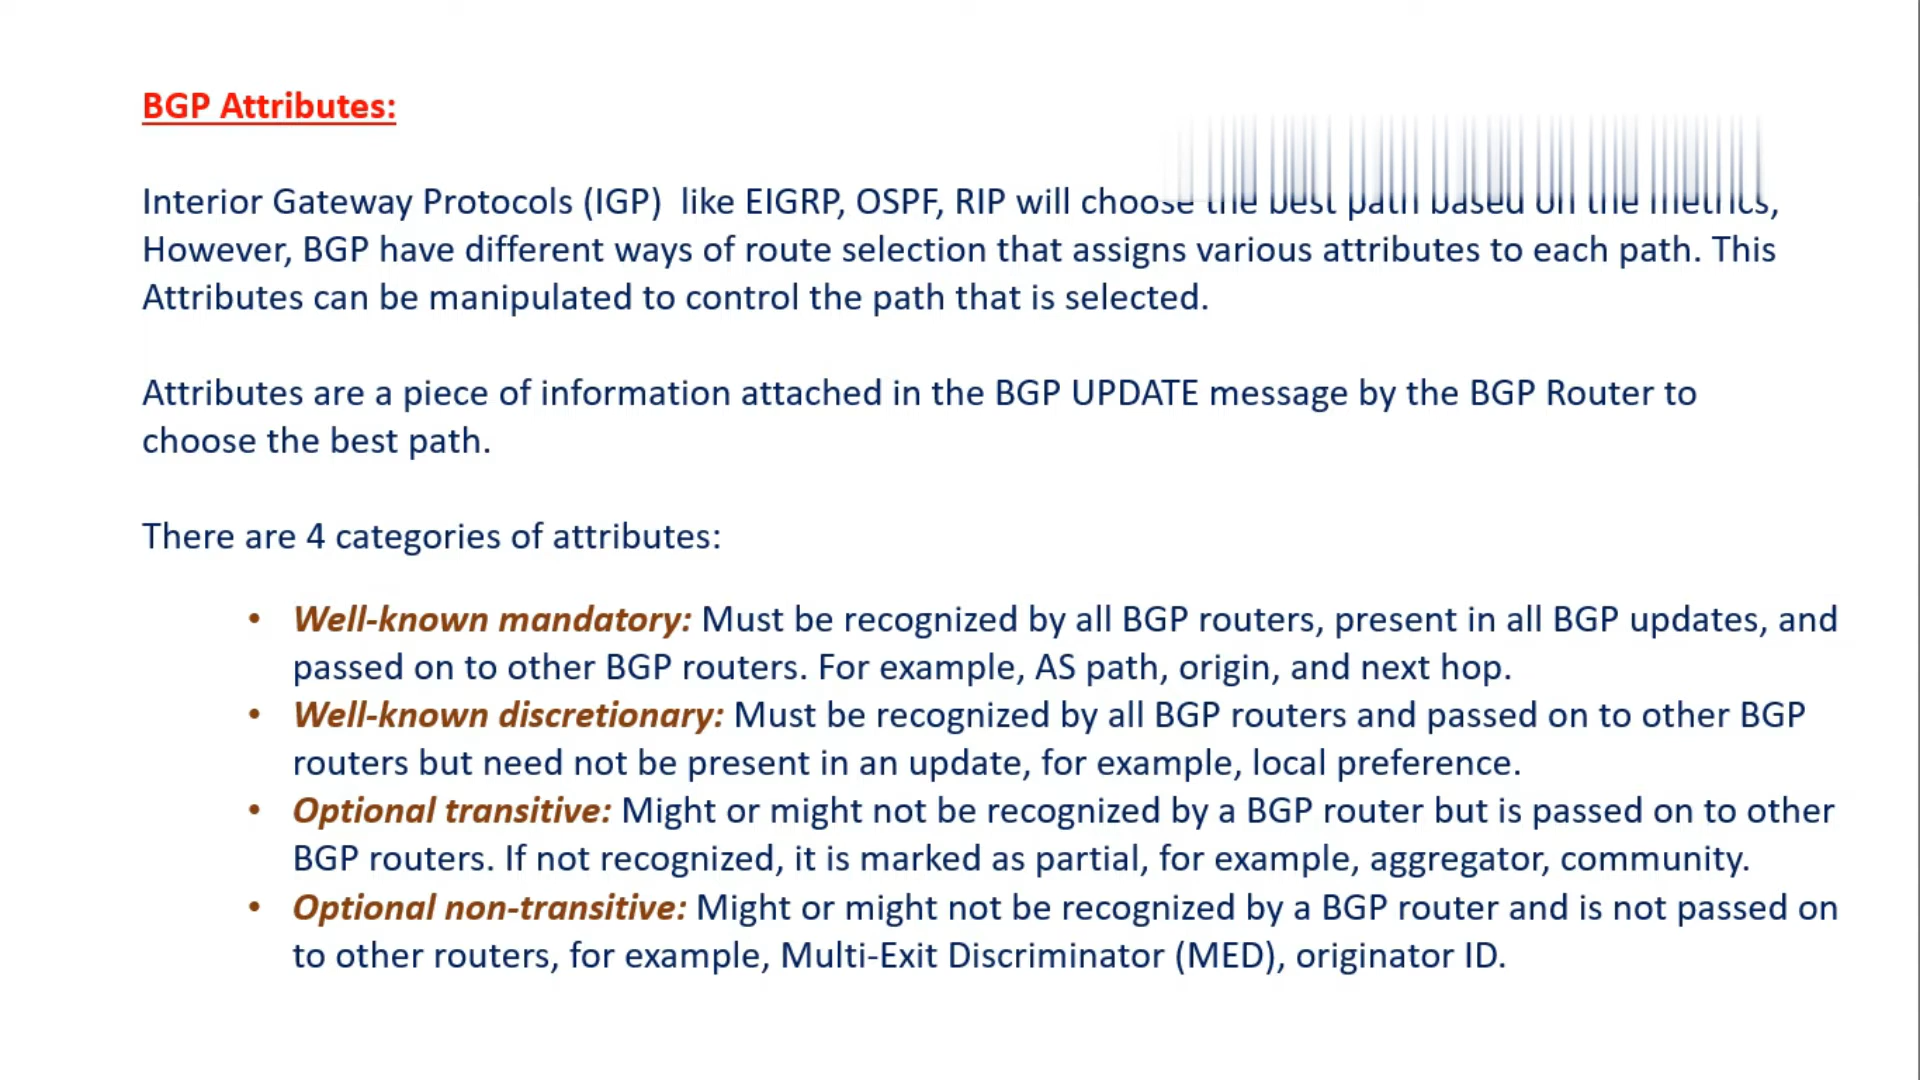 BGP Attributes:
Interior Gateway Protocols (IGP)  like EIGRP, OSPF, RIP will choose the best path based on the metrics,
However, BGP have different ways of route selection that assigns various attributes to each path. This
Attributes can be manipulated to control the path that is selected.
Attributes are a piece of information attached in the BGP UPDATE message by the BGP Router to
choose the best path.
There are 4 categories of attributes:
• Well-known mandatory: Must be recognized by all BGP routers, present in all BGP updates, and
passed on to other BGP routers. For example, AS path, origin, and next hop.
• Well-known discretionary: Must be recognized by all BGP routers and passed on to other BGP
routers but need not be present in an update, for example, local preference.
• Optional transitive: Might or might not be recognized by a BGP router but is passed on to other
BGP routers. If not recognized, it is marked as partial, for example, aggregator, community.
• Optional non-transitive: Might or might not be recognized by a BGP router and is not passed on
to other routers, for example, Multi-Exit Discriminator (MED), originator ID.